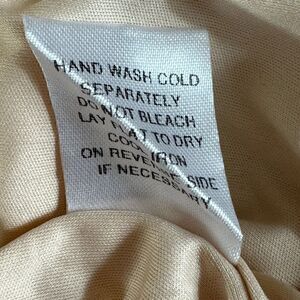 HAND WASH COLD
SEPARATELY
DO NOT BLEACH
LAY FLAT TO DRY
COOL IRON
ON REVERSE SIDE
IF NECESSARY